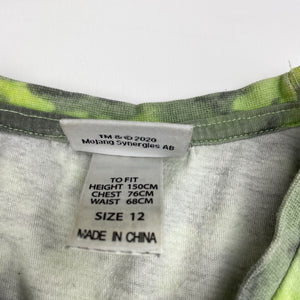 TM & © 2020
Mojang Synergies AB
TO FIT
HEIGHT 150CM
CHEST 76CM
WAIST 68CM
SIZE 12
MADE IN CHINA